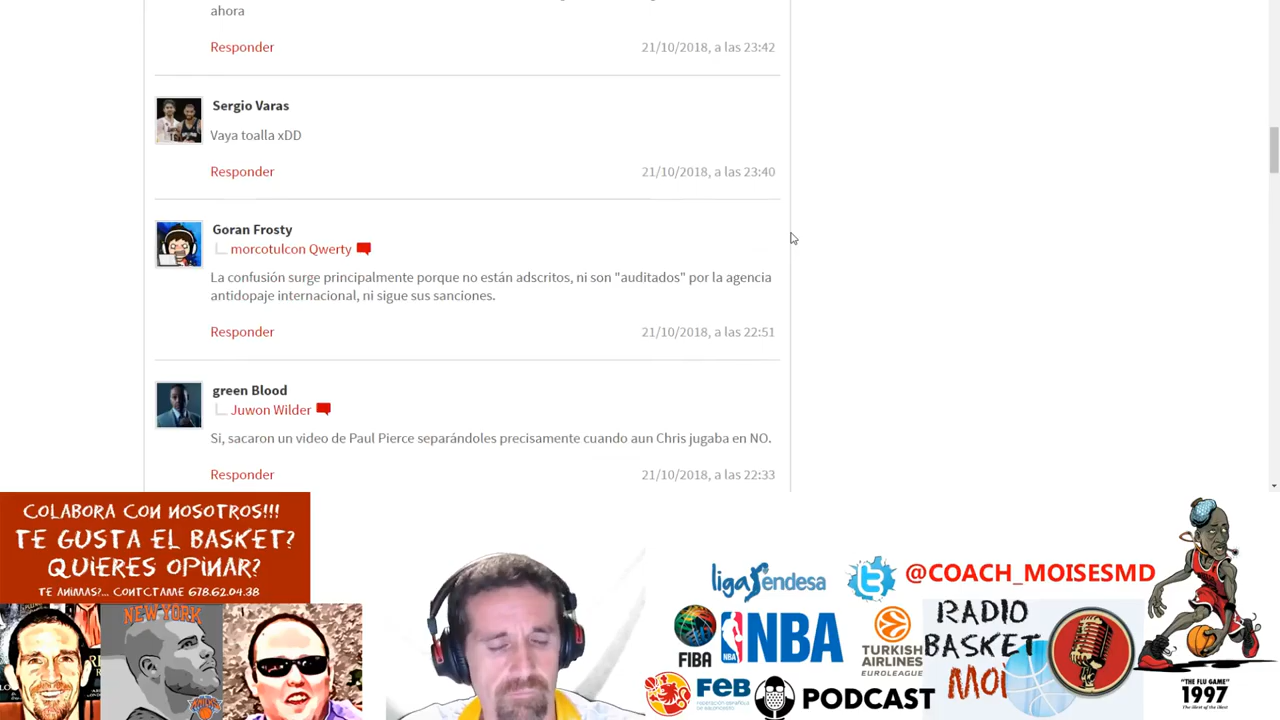 ahora
Responder
21/10/2018, a las 23:42
Sergio Varas
Vaya toalla xDD
Responder
21/10/2018, a las 23:40
Goran Frosty
morcotulcon Qwerty
La confusión surge principalmente porque no están adscritos, ni son "auditados" por la agencia
antidopaje internacional, ni sigue sus sanciones.
Responder
21/10/2018, a las 22:51
green Blood
Juwon Wilder
Si, sacaron un video de Paul Pierce separándoles precisamente cuando aun Chris jugaba en NO.
Responder
21/10/2018, a las 22:33
COLABORA CON NOSOTROS!!!
TE GUSTA EL BASKET?
QUIERES OPINAR?
TE ANIMAS?... CONTCTAME 678.62.04.38
NEW YORK
liga endesa
@COACH_MOISESMD
FIBA
NBA
NBA
TURKISH
AIRLINES
EUROLEAGUE
RADIO
BASKET
MOI
FEB
PODCAST
"THE FLU GAME"
1997